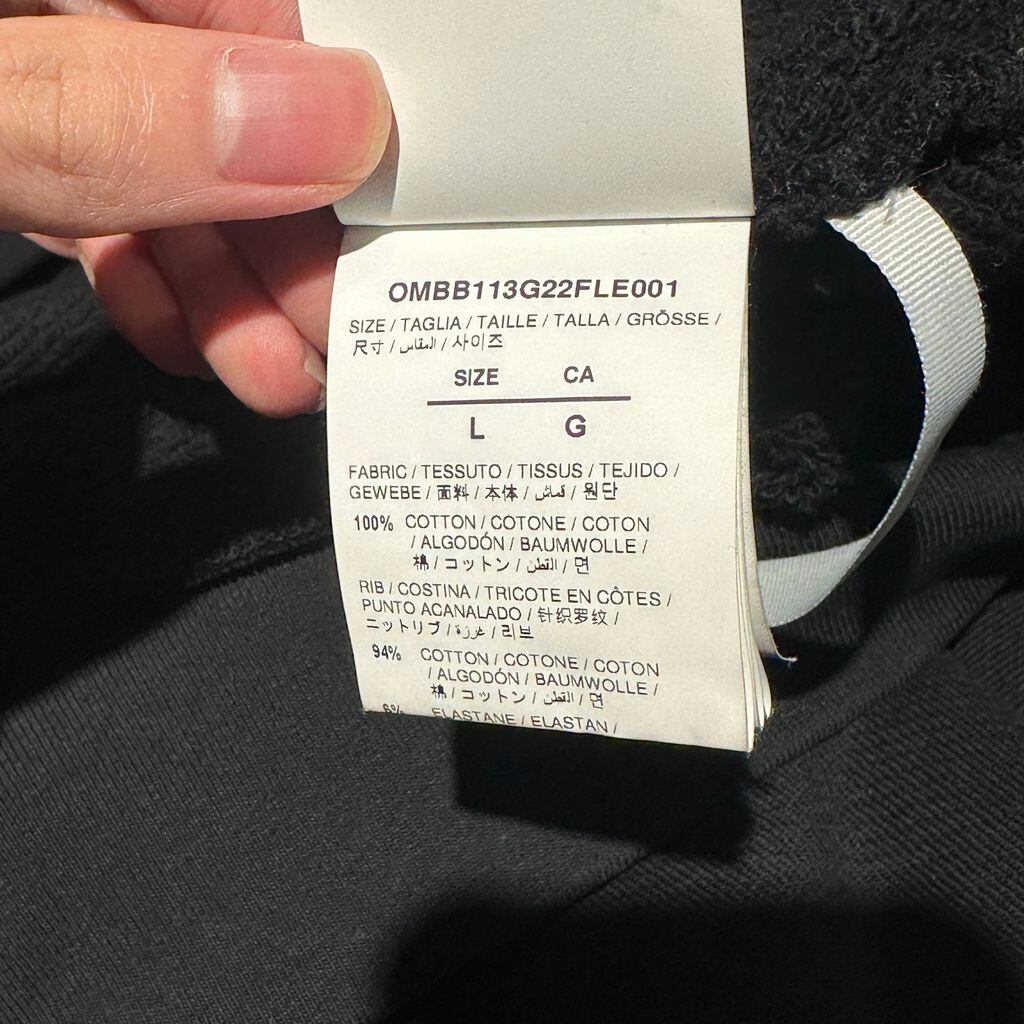 OMBB113G22FLE001
SIZE / TAGLIA / TAILLE / TALLA / GRÖSSE /
尺寸 / المقاس / 사이즈
SIZE CA
L G
FABRIC / TESSUTO / TISSUS / TEJIDO /
GEWEBE / 面料 / 本体 / قماش / 원단
100% COTTON / COTONE / COTON
/ ALGODÓN / BAUMWOLLE /
棉 / コットン / القطن / 면
RIB / COSTINA / TRICOTE EN CÔTES /
PUNTO ACANALADO / 针织罗纹 /
ニットリブ / غرزة / 리브
94% COTTON / COTONE / COTON
/ ALGODÓN / BAUMWOLLE /
棉 / コットン / القطن / 면
6% ELASTANE / ELASTAN /